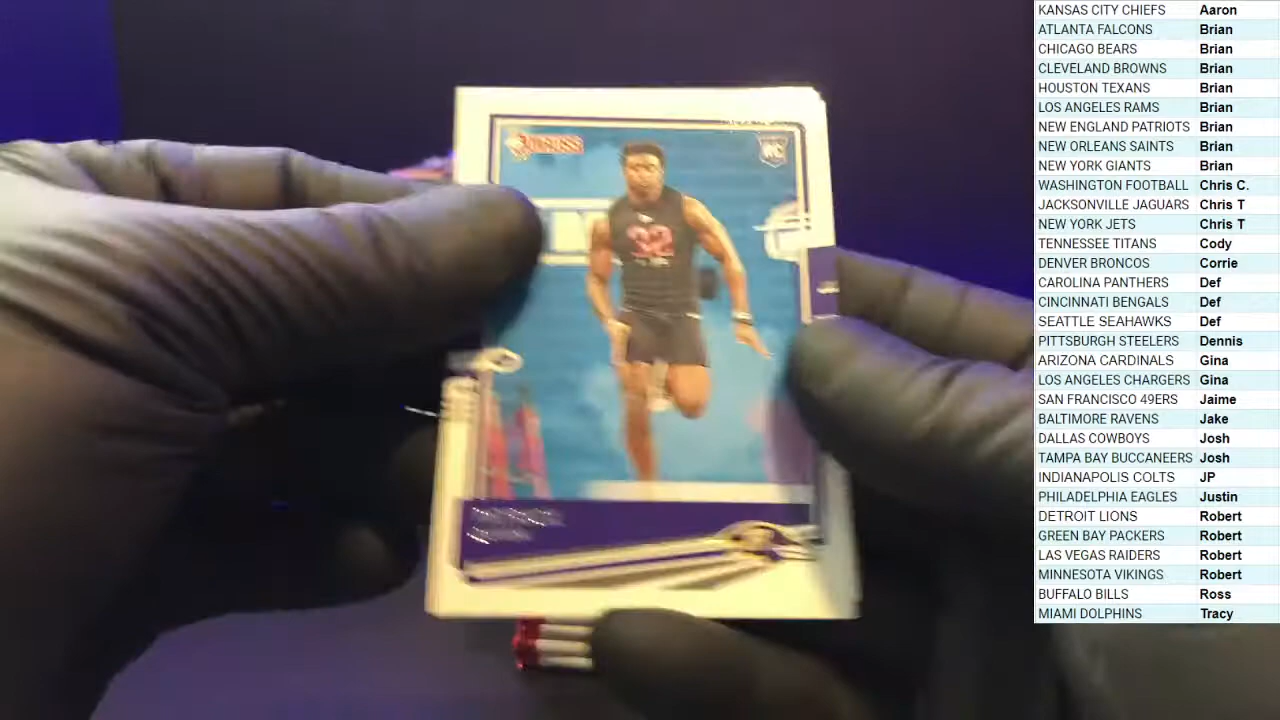 KANSAS CITY CHIEFS Aaron
ATLANTA FALCONS Brian
CHICAGO BEARS Brian
CLEVELAND BROWNS Brian
HOUSTON TEXANS Brian
LOS ANGELES RAMS Brian
NEW ENGLAND PATRIOTS Brian
NEW ORLEANS SAINTS Brian
NEW YORK GIANTS Brian
WASHINGTON FOOTBALL Chris C.
JACKSONVILLE JAGUARS Chris T
NEW YORK JETS Chris T
TENNESSEE TITANS Cody
DENVER BRONCOS Corrie
CAROLINA PANTHERS Def
CINCINNATI BENGALS Def
SEATTLE SEAHAWKS Def
PITTSBURGH STEELERS Dennis
ARIZONA CARDINALS Gina
LOS ANGELES CHARGERS Gina
SAN FRANCISCO 49ERS Jaime
BALTIMORE RAVENS Jake
DALLAS COWBOYS Josh
TAMPA BAY BUCCANEERS Josh
INDIANAPOLIS COLTS JP
PHILADELPHIA EAGLES Justin
DETROIT LIONS Robert
GREEN BAY PACKERS Robert
LAS VEGAS RAIDERS Robert
MINNESOTA VIKINGS Robert
BUFFALO BILLS Ross
MIAMI DOLPHINS Tracy